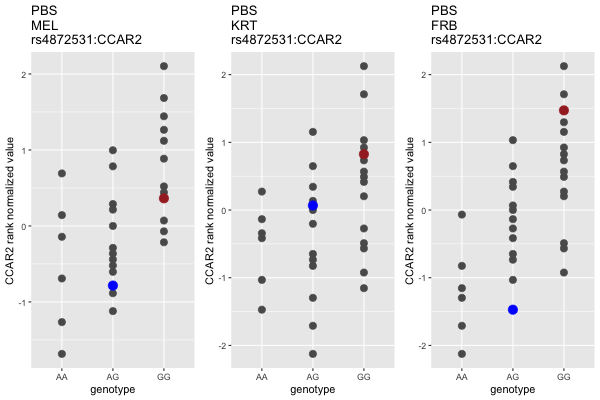 PBS
MEL
rs4872531:CCAR2
CCAR2 rank normalized value
2
1
0
-1
AA AG GG
genotype
PBS
KRT
rs4872531:CCAR2
CCAR2 rank normalized value
2
1
0
-1
-2
AA AG GG
genotype
PBS
FRB
rs4872531:CCAR2
CCAR2 rank normalized value
2
1
0
-1
-2
AA AG GG
genotype